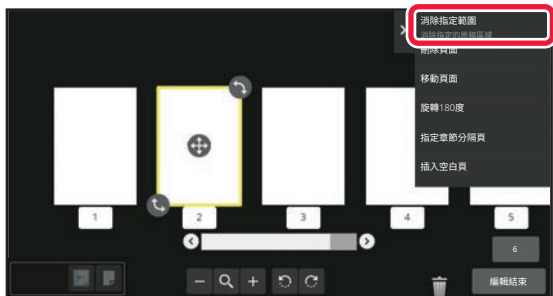 消除指定範圍
消除指定的原稿區域
刪除頁面
移動頁面
旋轉180度
指定章節分隔頁
插入空白頁
1
2
3
4
5
6
編輯結束